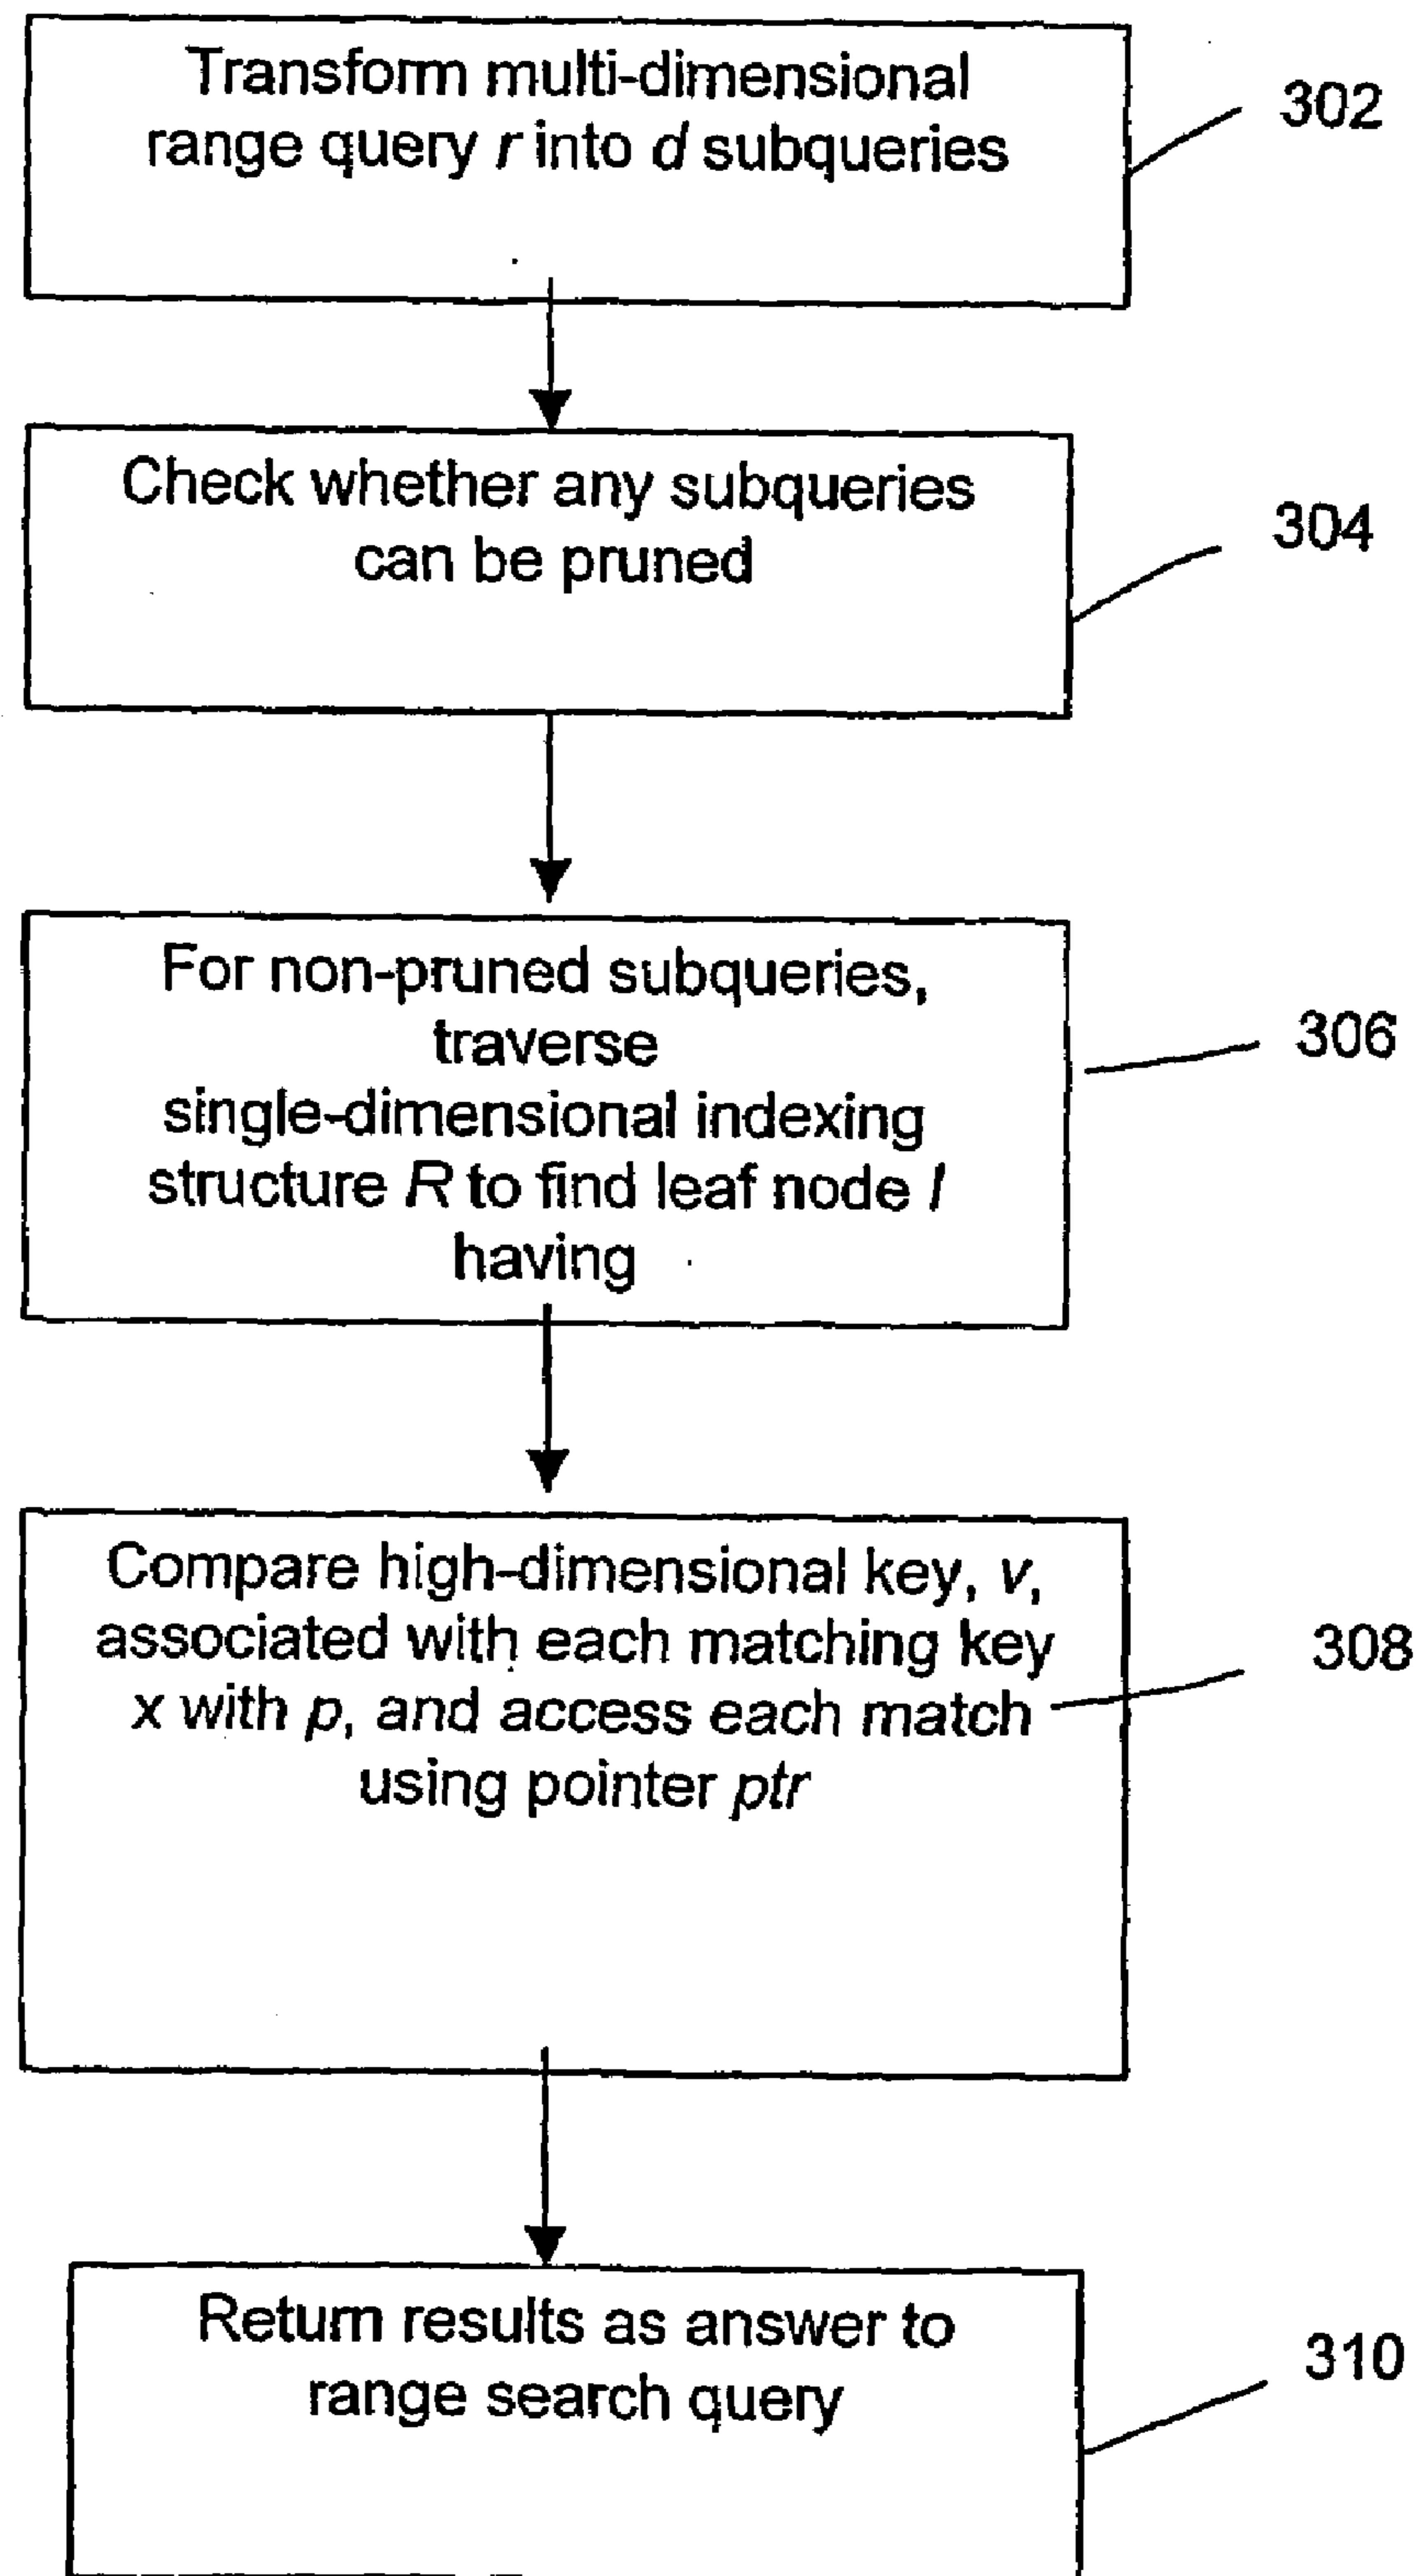 Transform multi-dimensional
range query r into d subqueries
302
Check whether any subqueries
can be pruned
304
For non-pruned subqueries,
traverse
single-dimensional indexing
structure R to find leaf node l
having
306
Compare high-dimensional key, v,
associated with each matching key
x with p, and access each match
using pointer ptr
308
Return results as answer to
range search query
310